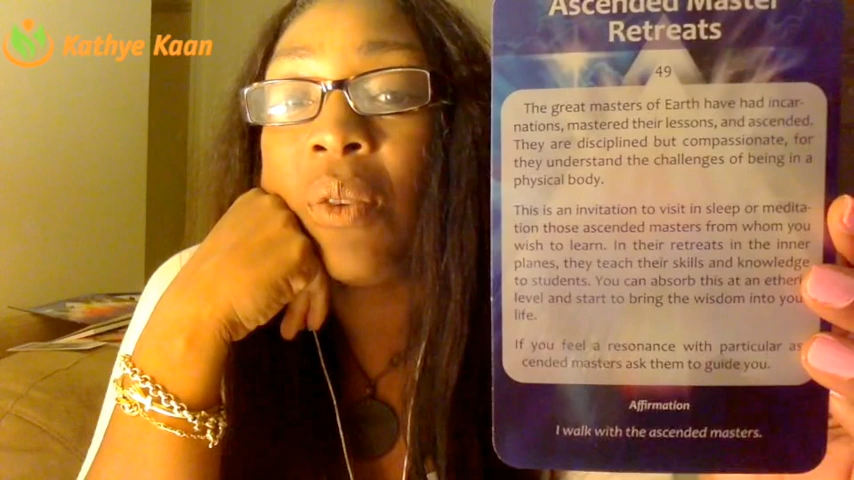 Kathye Kaan
Ascended Master
Retreats
49
The great masters of Earth have had incar-
nations, mastered their lessons, and ascended.
They are disciplined but compassionate, for
they understand the challenges of being in a
physical body.
This is an invitation to visit in sleep or medita-
tion those ascended masters from whom you
wish to learn. In their retreats in the inner
planes, they teach their skills and knowledge
to students. You can absorb this at an etheri
level and start to bring the wisdom into you
life.
If you feel a resonance with particular as
cended masters ask them to guide you.
Affirmation
I walk with the ascended masters.